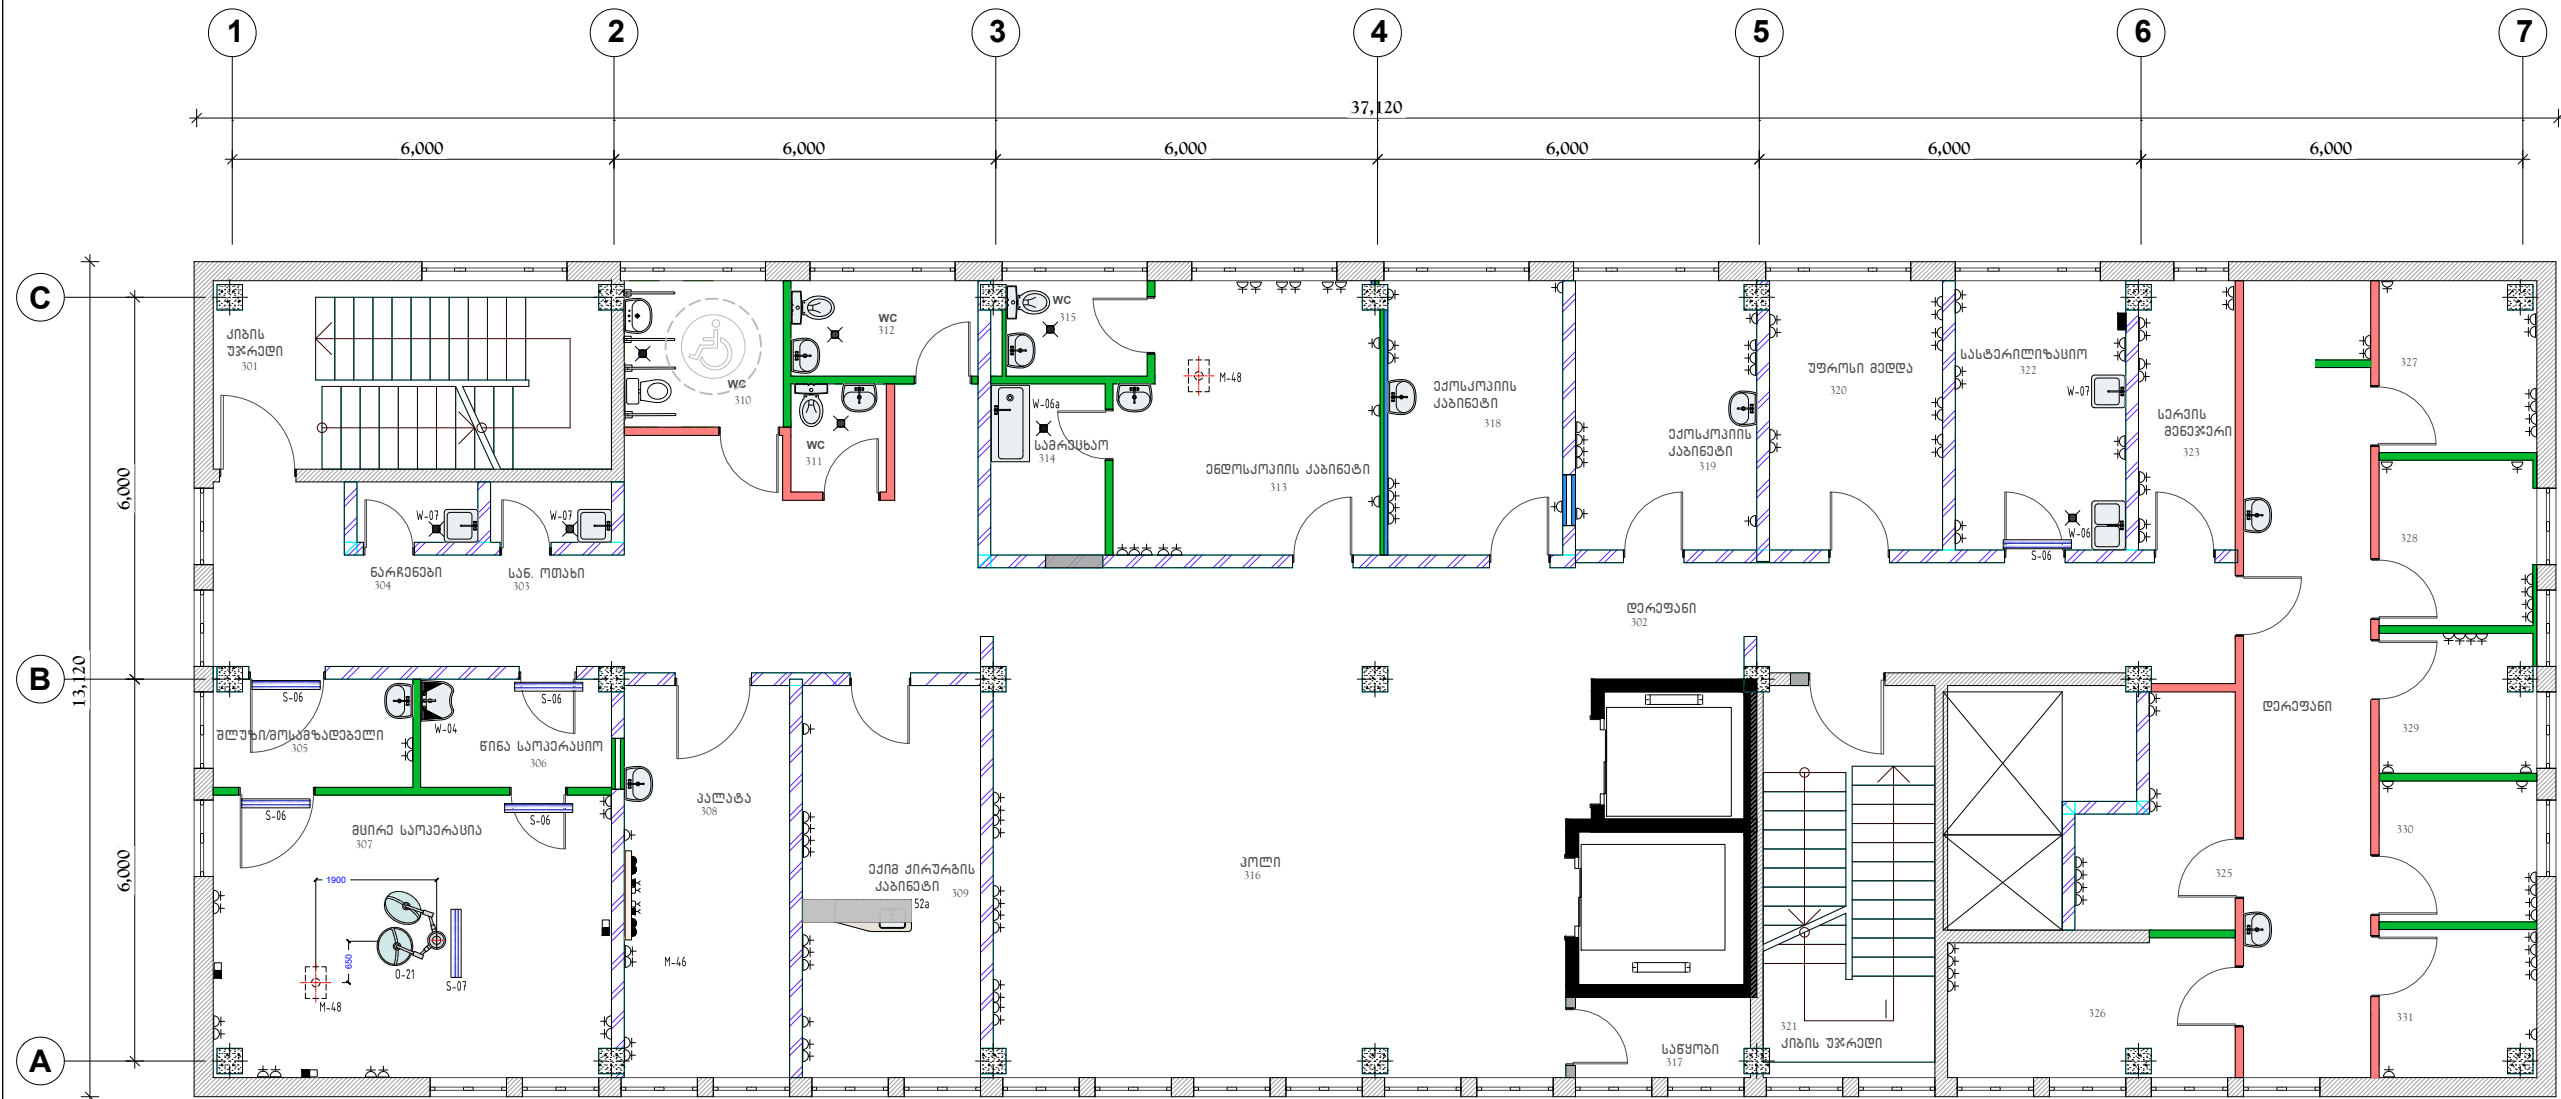 1 2 3 4 5 6 7
37,120
6,000 6,000 6,000 6,000 6,000 6,000
C
B
A
13,120
6,000
6,000
კიბის
უჯრედი
301
WC
310
WC
312
WC
311
WC
315
W-06a
სამრეცხაო
314
M-48
ენდოსკოპიის კაბინეტი
313
ექოსკოპიის
კაბინეტი
318
ექოსკოპიის
კაბინეტი
319
უფროსი მედდა
320
სასტერილიზაციო
322
W-07
W-06
S-06
სერვის
მენეჯერი
323
327
328
329
330
331
W-07
W-07
ნარჩენები
304
სან. ოთახი
303
დერეფანი
302
დერეფანი
S-06
შლუზი/მოსამზადებელი
305
W-04
S-06
წინა საოპერაციო
306
S-06
S-06
მცირე საოპერაცია
307
1900
650
O-21
S-07
M-48
პალატა
308
M-46
ექიმ ქირურგის
კაბინეტი
309
52a
ჰოლი
316
საწყობი
317
321
კიბის უჯრედი
325
326